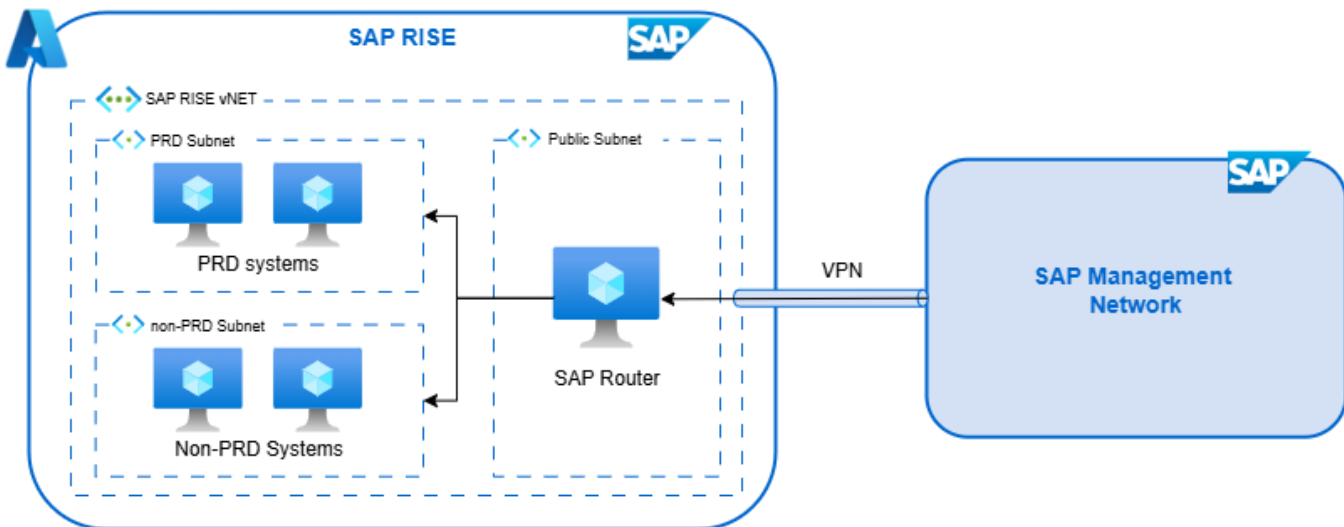 SAP RISE
SAP
SAP RISE vNET
PRD Subnet
Public Subnet
PRD systems
SAP
VPN
SAP Management
Network
non-PRD Subnet
SAP Router
Non-PRD Systems